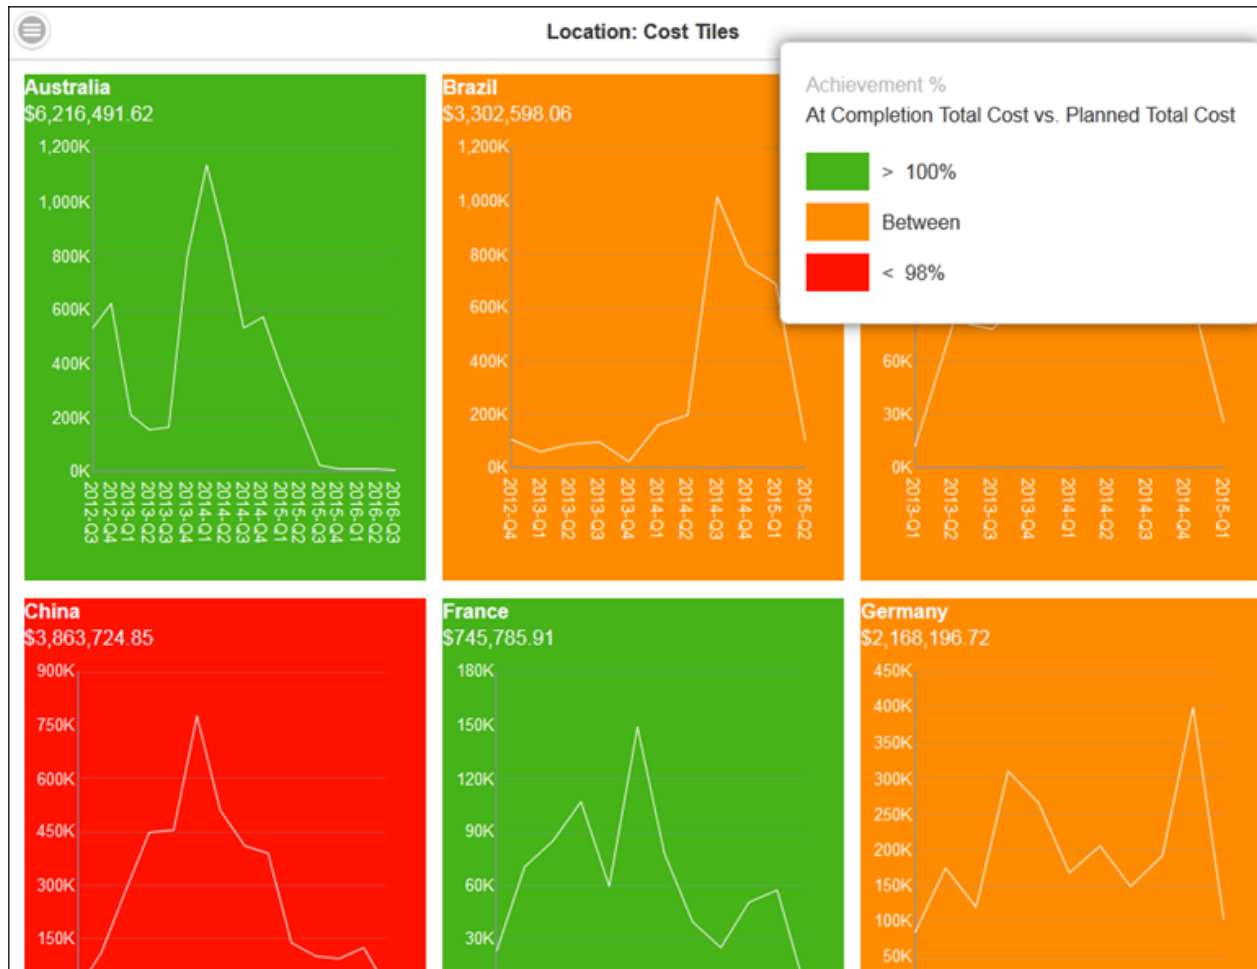 Location: Cost Tiles
Achievement %
At Completion Total Cost vs. Planned Total Cost
> 100%
Between
< 98%
Australia
$6,216,491.62
1,200K
1,000K
800K
600K
400K
200K
0K
2012-Q3
2012-Q4
2013-Q1
2013-Q2
2013-Q3
2013-Q4
2014-Q1
2014-Q2
2014-Q3
2014-Q4
2015-Q1
2015-Q2
2015-Q3
2015-Q4
2016-Q1
2016-Q2
2016-Q3
Brazil
$3,302,598.06
1,200K
1,000K
800K
600K
400K
200K
0K
2012-Q4
2013-Q1
2013-Q2
2013-Q3
2013-Q4
2014-Q1
2014-Q2
2014-Q3
2014-Q4
2015-Q1
2015-Q2
60K
30K
0K
2013-Q1
2013-Q2
2013-Q3
2013-Q4
2014-Q1
2014-Q2
2014-Q3
2014-Q4
2015-Q1
China
$3,863,724.85
900K
750K
600K
450K
300K
150K
France
$745,785.91
180K
150K
120K
90K
60K
30K
Germany
$2,168,196.72
450K
400K
350K
300K
250K
200K
150K
100K
50K